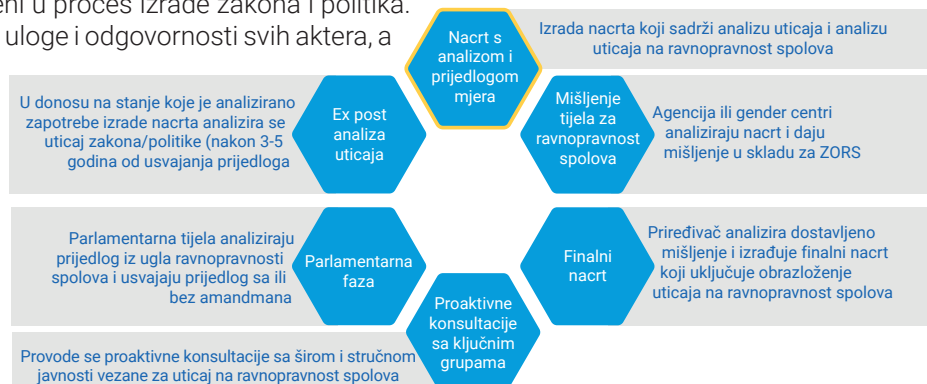 eni u proces izrade zakona i politika.
uloge i odgovornosti svih aktera, a
Nacrt s
analizom i
prijedlogom
mjera
Izrada nacrta koji sadrži analizu uticaja i analizu
uticaja na ravnopravnost spolova
Mišljenje
tijela za
ravnopravnost
spolova
Agencija ili gender centri
analiziraju nacrt i daju
mišljenje u skladu za ZORS
Finalni
nacrt
Priređivač analizira dostavljeno
mišljenje i izrađuje finalni nacrt
koji uključuje obrazloženje
uticaja na ravnopravnost spolova
Proaktivne
konsultacije
sa ključnim
grupama
Provode se proaktivne konsultacije sa širom i stručnom
javnosti vezane za uticaj na ravnopravnost spolova
Parlamentarna
faza
Parlamentarna tijela analiziraju
prijedlog iz ugla ravnopravnosti
spolova i usvajaju prijedlog sa ili
bez amandmana
Ex post
analiza
uticaja
U donosu na stanje koje je analizirano
zapotrebe izrade nacrta analizira se
uticaj zakona/politike (nakon 3-5
godina od usvajanja prijedloga